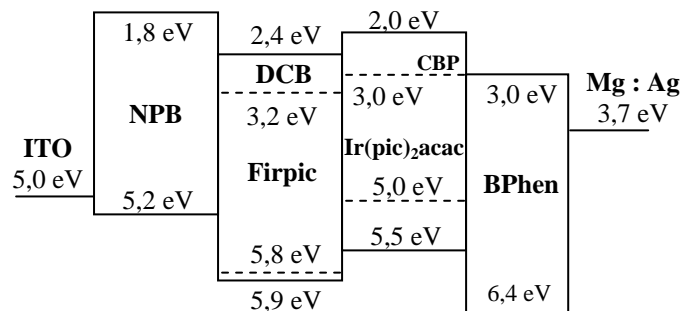 1,8 eV
2,4 eV
2,0 eV
DCB
CBP
3,2 eV
3,0 eV
3,0 eV
Mg : Ag
3,7 eV
NPB
ITO
5,0 eV
5,2 eV
Firpic
Ir(pic)₂acac
5,0 eV
BPhen
5,8 eV
5,9 eV
5,5 eV
6,4 eV